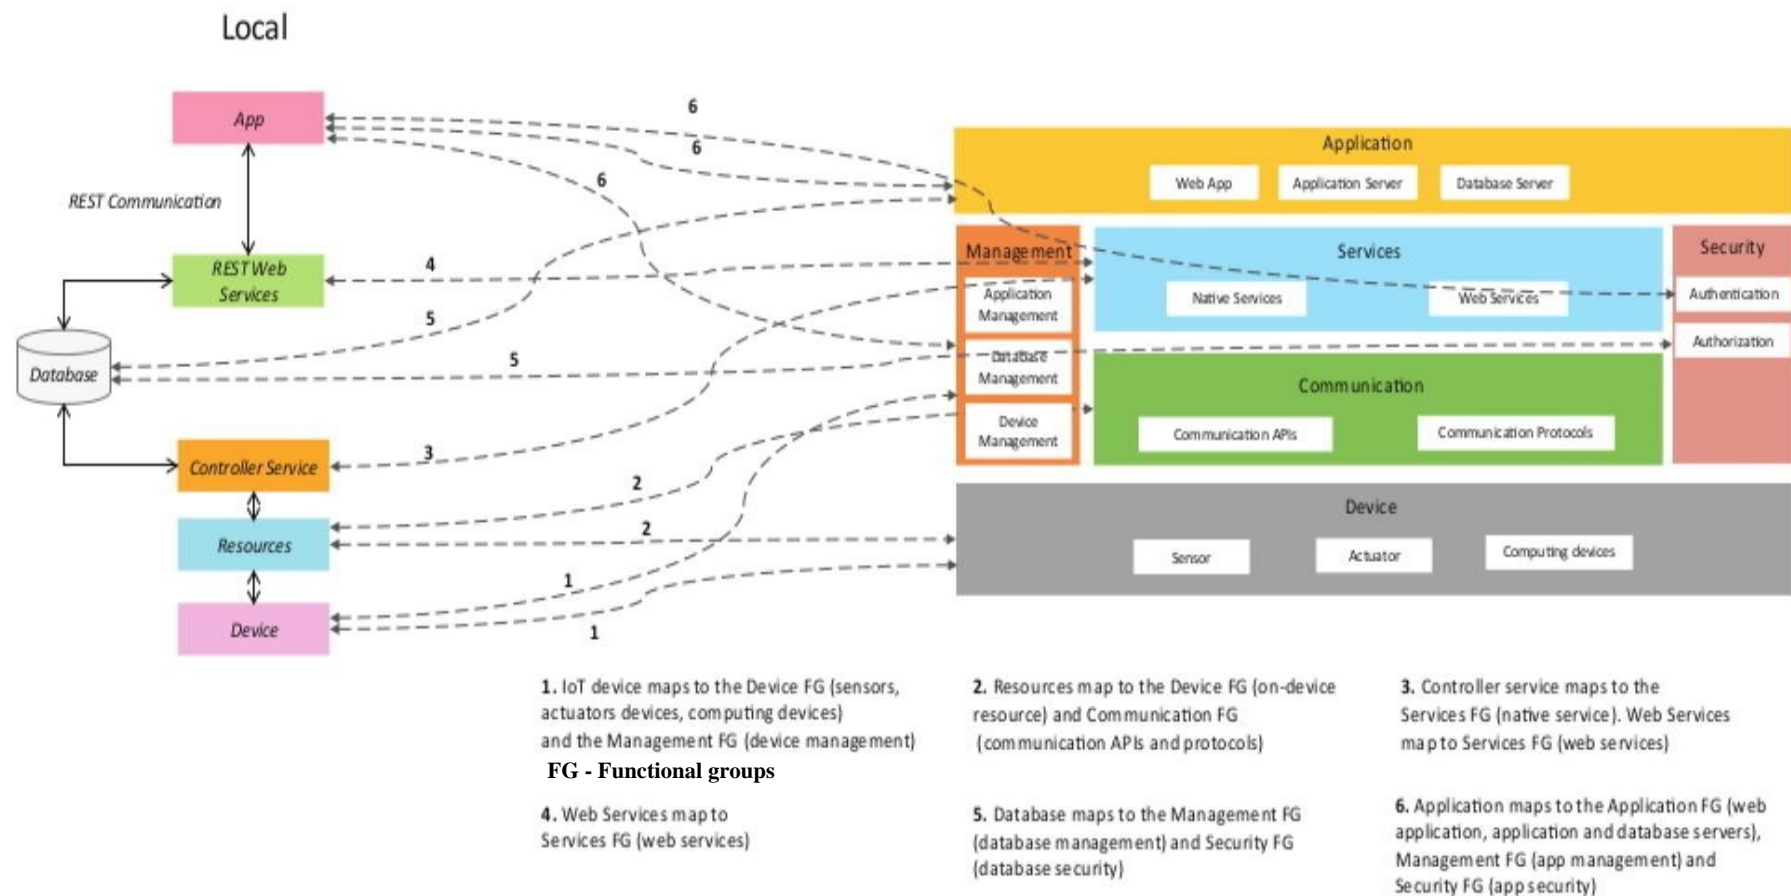 Local
App
REST Communication
REST Web
Services
Database
Controller Service
Resources
Device
6
6
6
4
5
5
3
2
2
1
1
Application
Web App
Application Server
Database Server
Management
Application
Management
Database
Management
Device
Management
Services
Native Services
Web Services
Security
Authentication
Authorization
Communication
Communication APIs
Communication Protocols
Device
Sensor
Actuator
Computing devices
1. IoT device maps to the Device FG (sensors,
actuators devices, computing devices)
and the Management FG (device management)
FG - Functional groups
2. Resources map to the Device FG (on-device
resource) and Communication FG
(communication APIs and protocols)
3. Controller service maps to the
Services FG (native service). Web Services
map to Services FG (web services)
4. Web Services map to
Services FG (web services)
5. Database maps to the Management FG
(database management) and Security FG
(database security)
6. Application maps to the Application FG (web
application, application and database servers),
Management FG (app management) and
Security FG (app security)